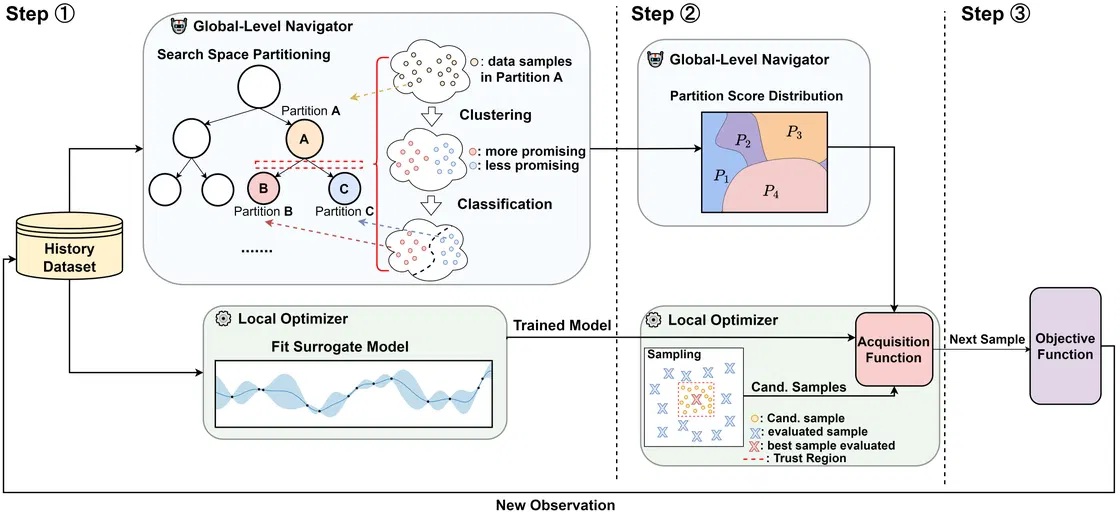 Step ①
Step ②
Step ③
Global-Level Navigator
Search Space Partitioning
Partition A
A
B
C
Partition B
Partition C
.......
: data samples
in Partition A
Clustering
: more promising
: less promising
Classification
History
Dataset
Local Optimizer
Fit Surrogate Model
Trained Model
Global-Level Navigator
Partition Score Distribution
P1
P2
P3
P4
Local Optimizer
Sampling
Cand. Samples
: Cand. sample
: evaluated sample
: best sample evaluated
: Trust Region
Acquisition
Function
Next Sample
Objective
Function
New Observation